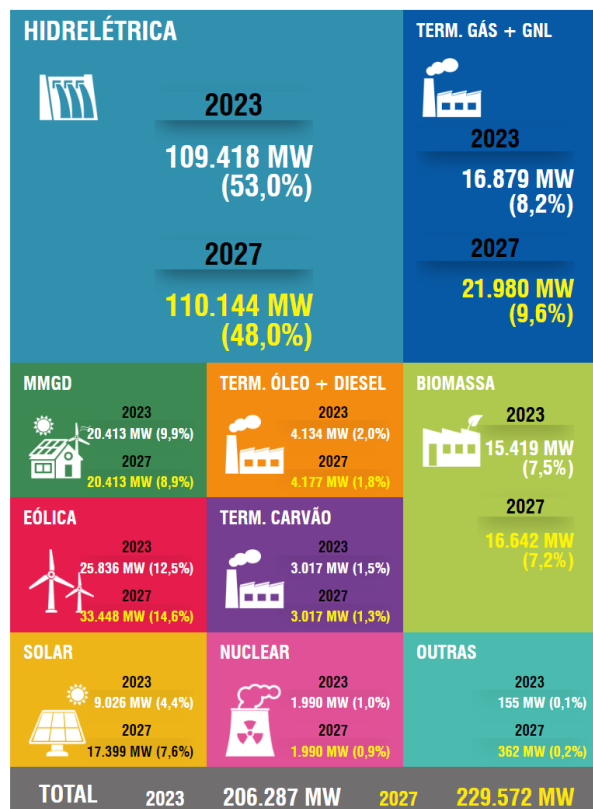 HIDRELÉTRICA
2023
109.418 MW
(53,0%)
2027
110.144 MW
(48,0%)
TERM. GÁS + GNL
2023
16.879 MW
(8,2%)
2027
21.980 MW
(9,6%)
MMGD
2023
20.413 MW (9,9%)
2027
20.413 MW (8,9%)
TERM. ÓLEO + DIESEL
2023
4.134 MW (2,0%)
2027
4.177 MW (1,8%)
BIOMASSA
2023
15.419 MW
(7,5%)
2027
16.642 MW
(7,2%)
EÓLICA
2023
25.836 MW (12,5%)
2027
33.448 MW (14,6%)
TERM. CARVÃO
2023
3.017 MW (1,5%)
2027
3.017 MW (1,3%)
SOLAR
2023
9.026 MW (4,4%)
2027
17.399 MW (7,6%)
NUCLEAR
2023
1.990 MW (1,0%)
2027
1.990 MW (0,9%)
OUTRAS
2023
155 MW (0,1%)
2027
362 MW (0,2%)
TOTAL 2023 206.287 MW 2027 229.572 MW